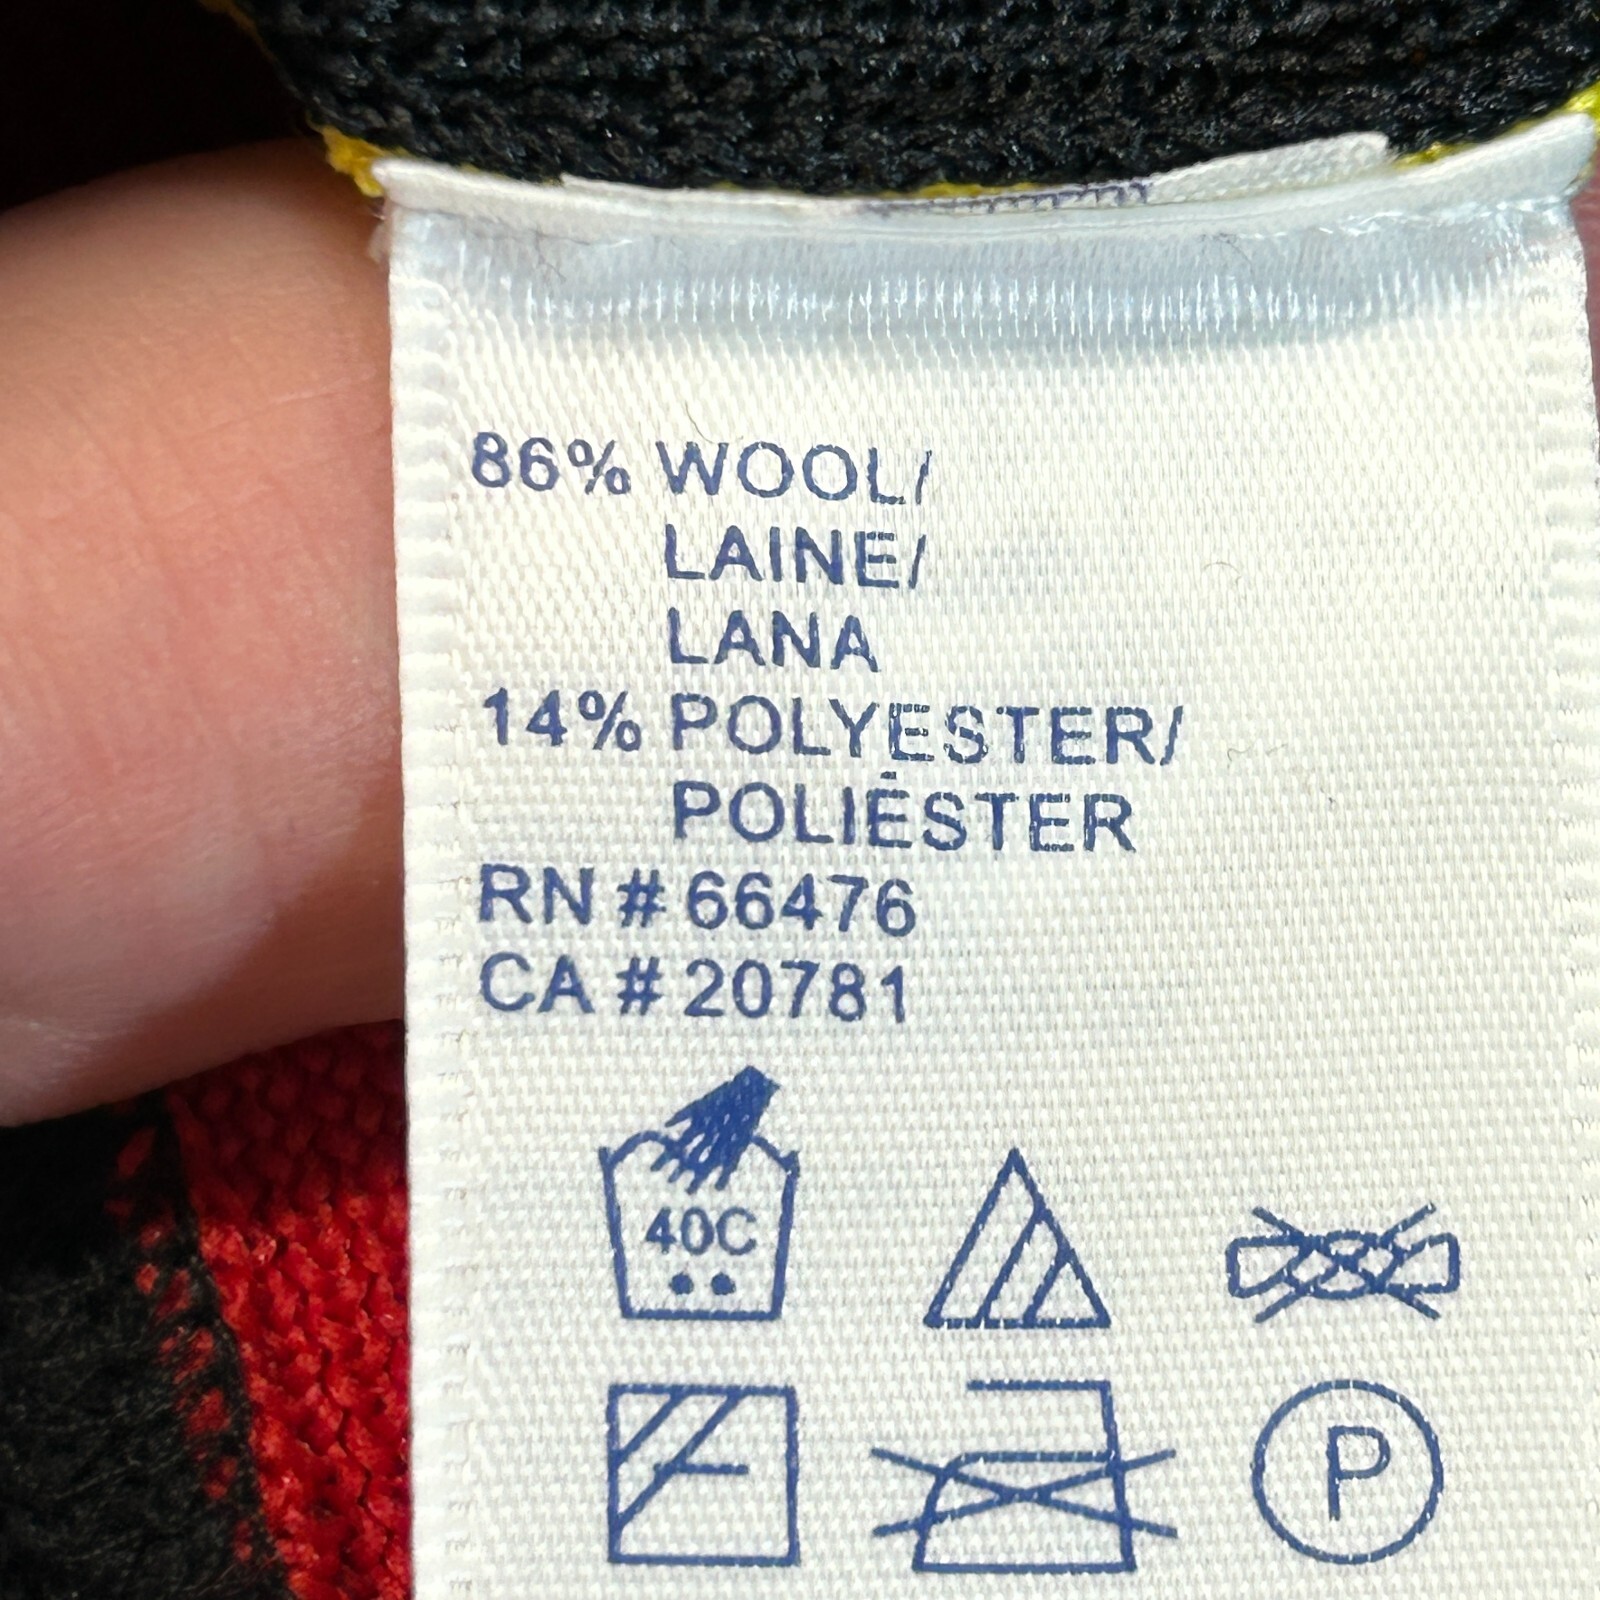 86% WOOL/
LAINE/
LANA
14% POLYESTER/
POLIÉSTER
RN # 66476
CA # 20781
40C
P